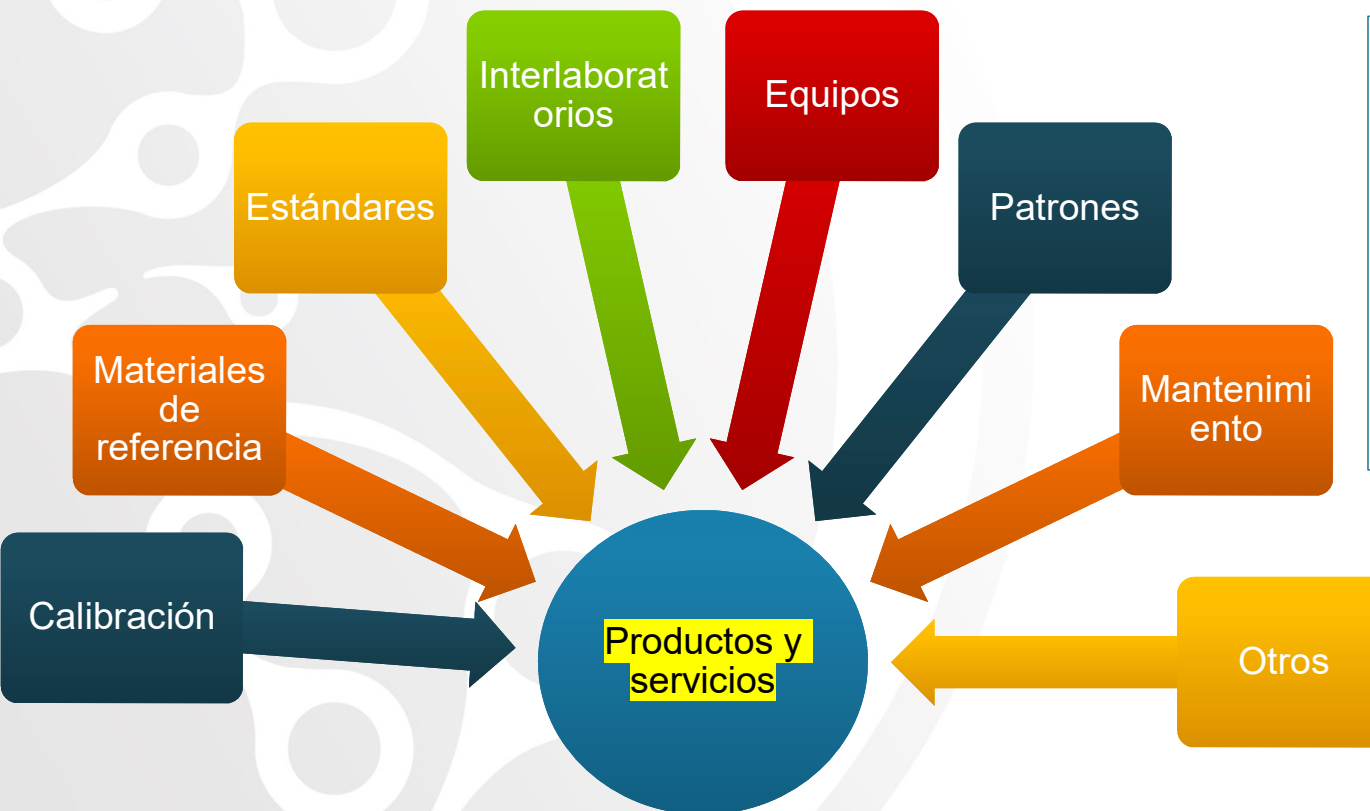 Interlaborat
orios
Equipos
Estándares
Patrones
Materiales
de
referencia
Mantenimi
ento
Calibración
Productos y
servicios
Otros